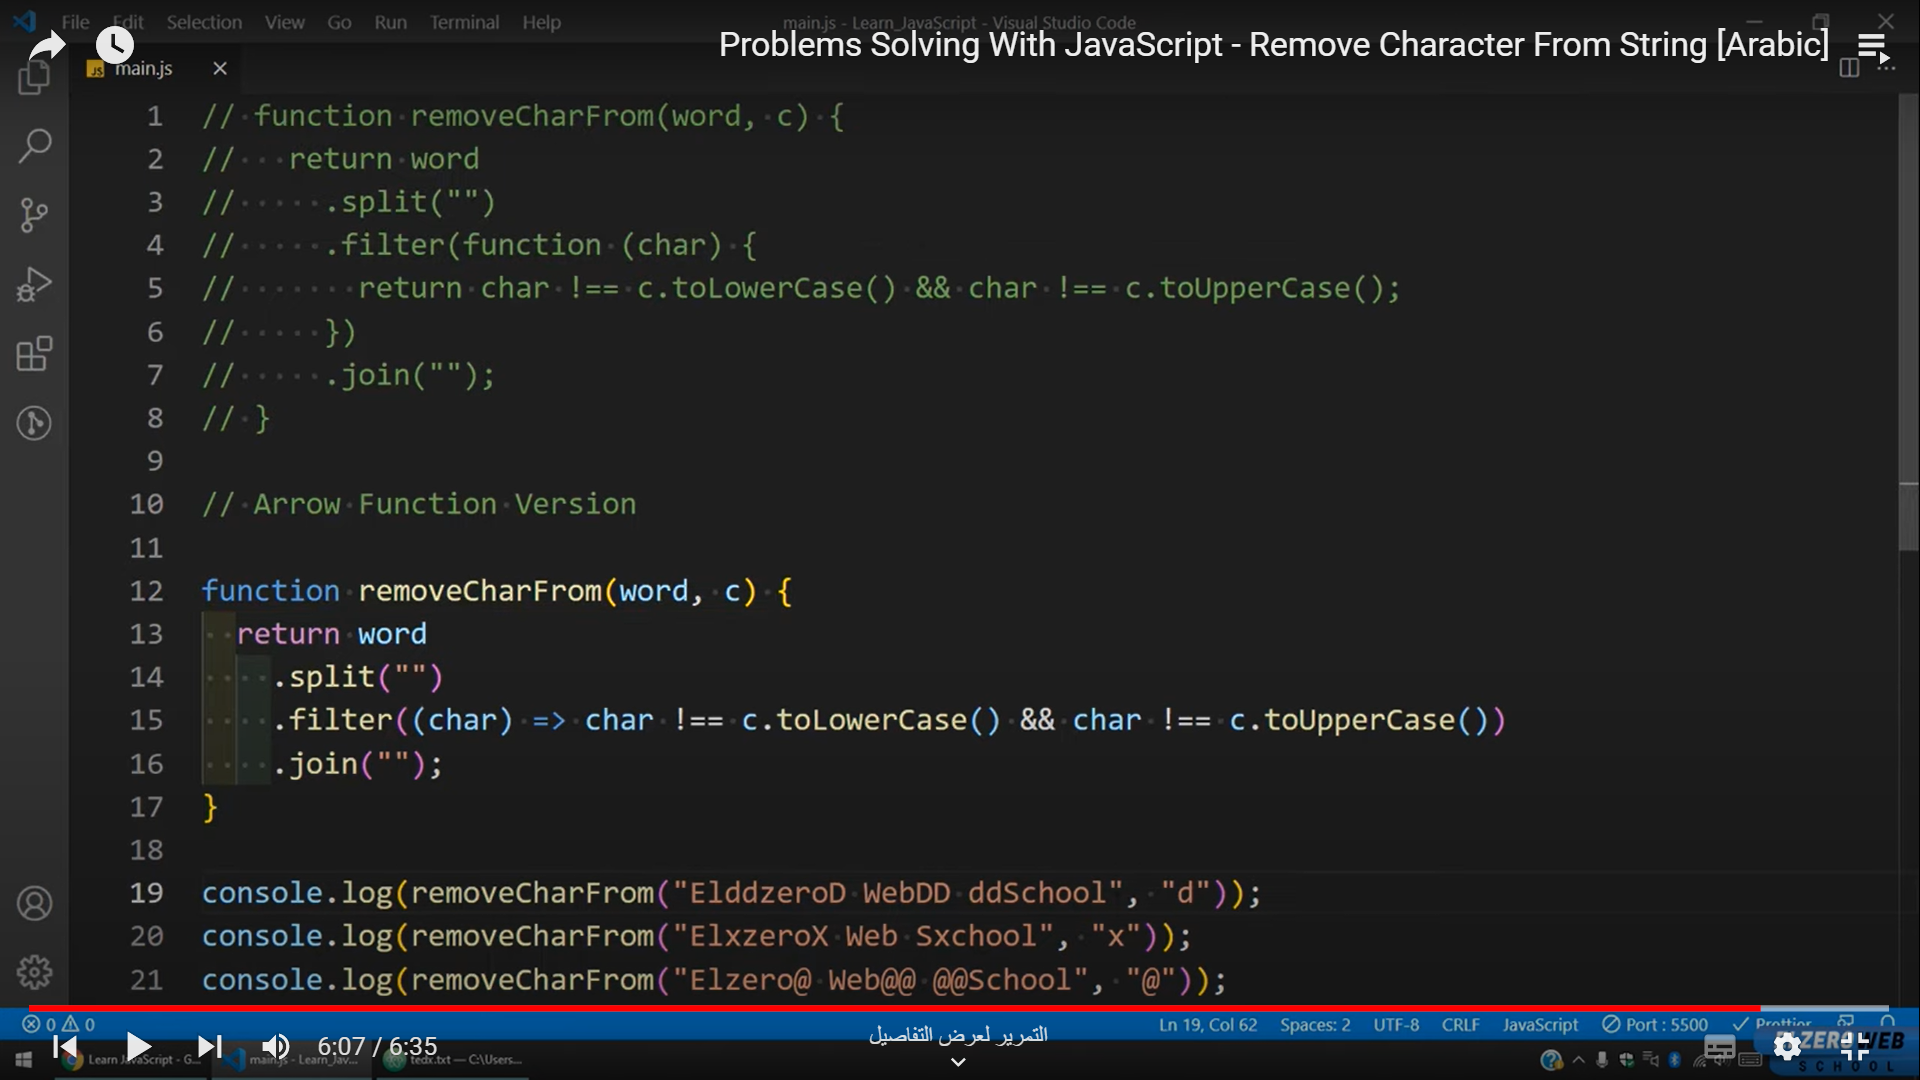 File Edit Selection View Go Run Terminal Help main.js - Learn_JavaScript - Visual Studio Code
Problems Solving With JavaScript - Remove Character From String [Arabic]
JS main.js
1 // function removeCharFrom(word, c) {
2 //   return word
3 //     .split("")
4 //     .filter(function (char) {
5 //       return char !== c.toLowerCase() && char !== c.toUpperCase();
6 //     })
7 //     .join("");
8 // }
9
10 // Arrow Function Version
11
12 function removeCharFrom(word, c) {
13   return word
14     .split("")
15     .filter((char) => char !== c.toLowerCase() && char !== c.toUpperCase())
16     .join("");
17 }
18
19 console.log(removeCharFrom("ElddzeroD WebDD ddSchool", "d"));
20 console.log(removeCharFrom("ElxzeroX Web Sxchool", "x"));
21 console.log(removeCharFrom("Elzero@ Web@@ @@School", "@"));
0 0 Ln 19, Col 62 Spaces: 2 UTF-8 CRLF JavaScript Port : 5500 Prettier
6:07 / 6:35
التمرير لعرض التفاصيل
Learn JavaScript - G... main.js - Learn_Jav... tedx.txt — C:\Users...
ELZERO WEB
SCHOOL